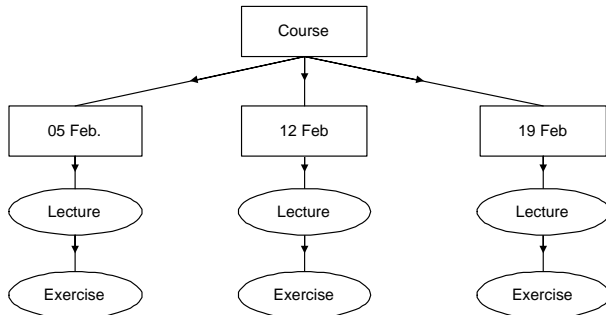 Course
05 Feb.
12 Feb
19 Feb
Lecture
Lecture
Lecture
Exercise
Exercise
Exercise